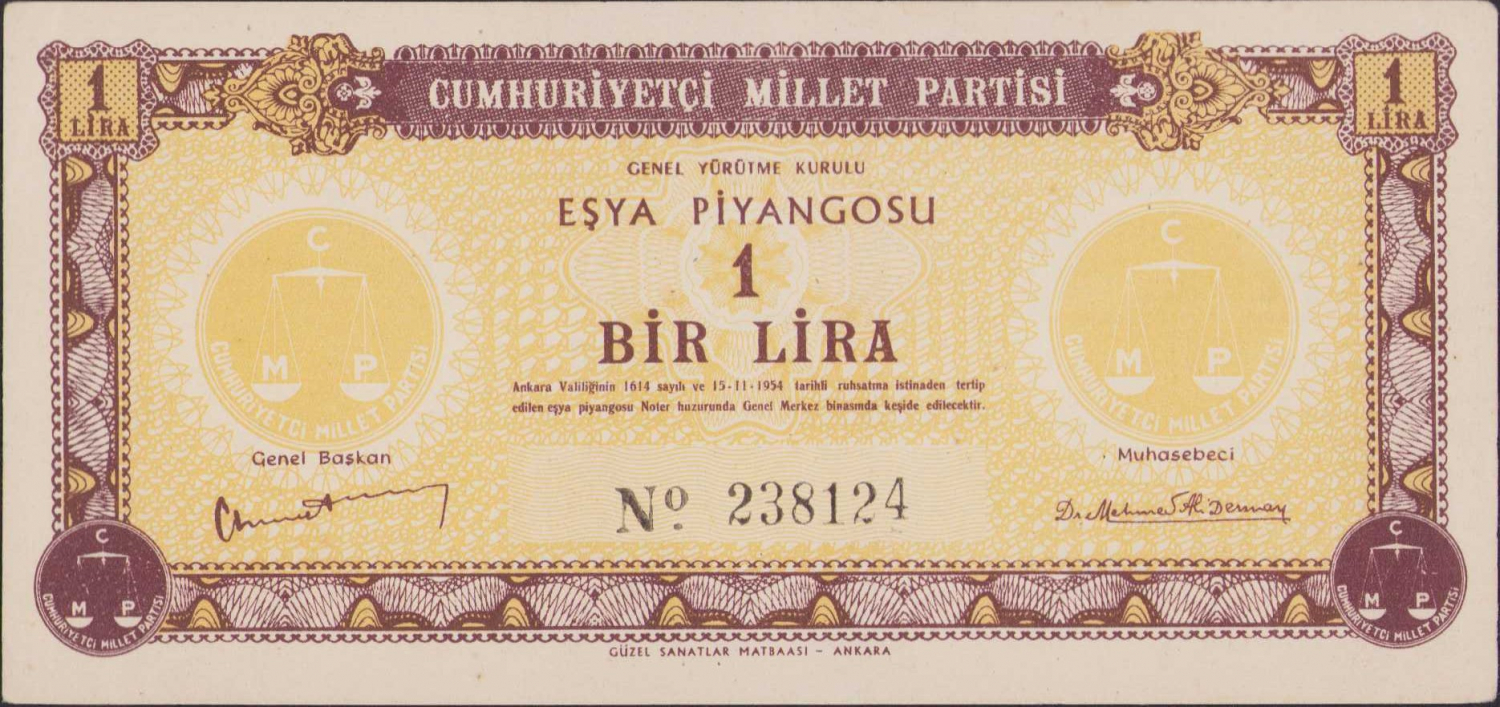 1
LİRA
CUMHURİYETÇİ MİLLET PARTİSİ
1
LİRA
GENEL YÜRÜTME KURULU
EŞYA PİYANGOSU
1
BİR LİRA
Ankara Valiliğinin 1614 sayılı ve 15-11-1954 tarihli ruhsatına istinaden tertip
edilen eşya piyangosu Noter huzurunda Genel Merkez binasında keşide edilecektir.
C
M P
CUMHURİYETÇİ MİLLET PARTİSİ
C
M P
CUMHURİYETÇİ MİLLET PARTİSİ
Genel Başkan
Muhasebeci
Dr. Mehmet Ali Derman
Nº 238124
C
M P
CUMHURİYETÇİ MİLLET PARTİSİ
C
M P
CUMHURİYETÇİ MİLLET PARTİSİ
GÜZEL SANATLAR MATBAASI - ANKARA